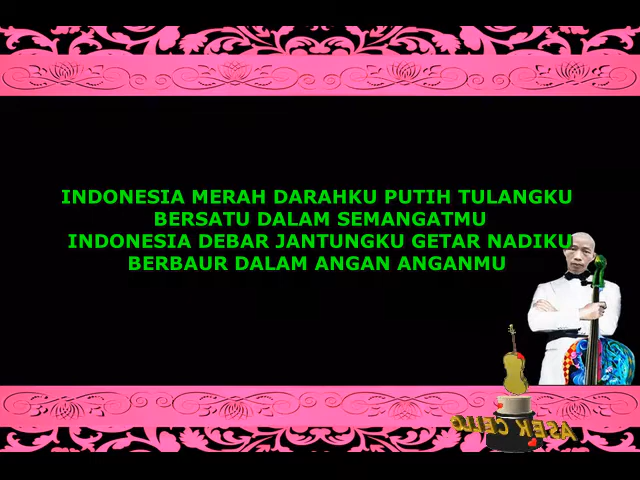 INDONESIA MERAH DARAHKU PUTIH TULANGKU
BERSATU DALAM SEMANGATMU
INDONESIA DEBAR JANTUNGKU GETAR NADIKU
BERBAUR DALAM ANGAN ANGANMU
ASEK CELLO